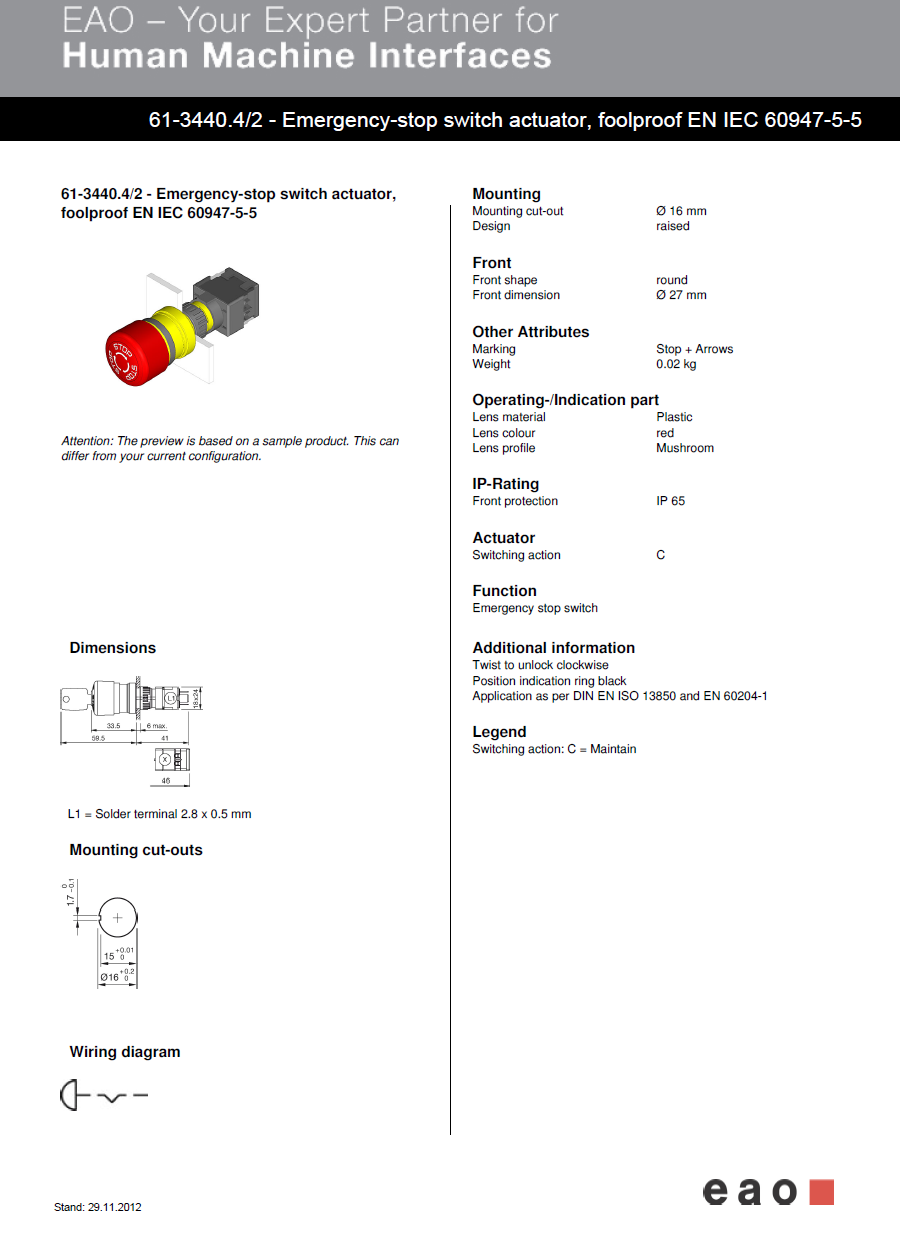 EAO – Your Expert Partner for
Human Machine Interfaces
61-3440.4/2 - Emergency-stop switch actuator, foolproof EN IEC 60947-5-5
61-3440.4/2 - Emergency-stop switch actuator,
foolproof EN IEC 60947-5-5
STOP
STOP
STOP
Attention: The preview is based on a sample product. This can
differ from your current configuration.
Dimensions
L1
18x24
33.5
6 max.
59.5
41
X
46
L1 = Solder terminal 2.8 x 0.5 mm
Mounting cut-outs
1.7 0 -0.1
15 +0.01 0
Ø16 +0.2 0
Wiring diagram
Mounting
Mounting cut-out Ø 16 mm
Design raised
Front
Front shape round
Front dimension Ø 27 mm
Other Attributes
Marking Stop + Arrows
Weight 0.02 kg
Operating-/Indication part
Lens material Plastic
Lens colour red
Lens profile Mushroom
IP-Rating
Front protection IP 65
Actuator
Switching action C
Function
Emergency stop switch
Additional information
Twist to unlock clockwise
Position indication ring black
Application as per DIN EN ISO 13850 and EN 60204-1
Legend
Switching action: C = Maintain
Stand: 29.11.2012
eao